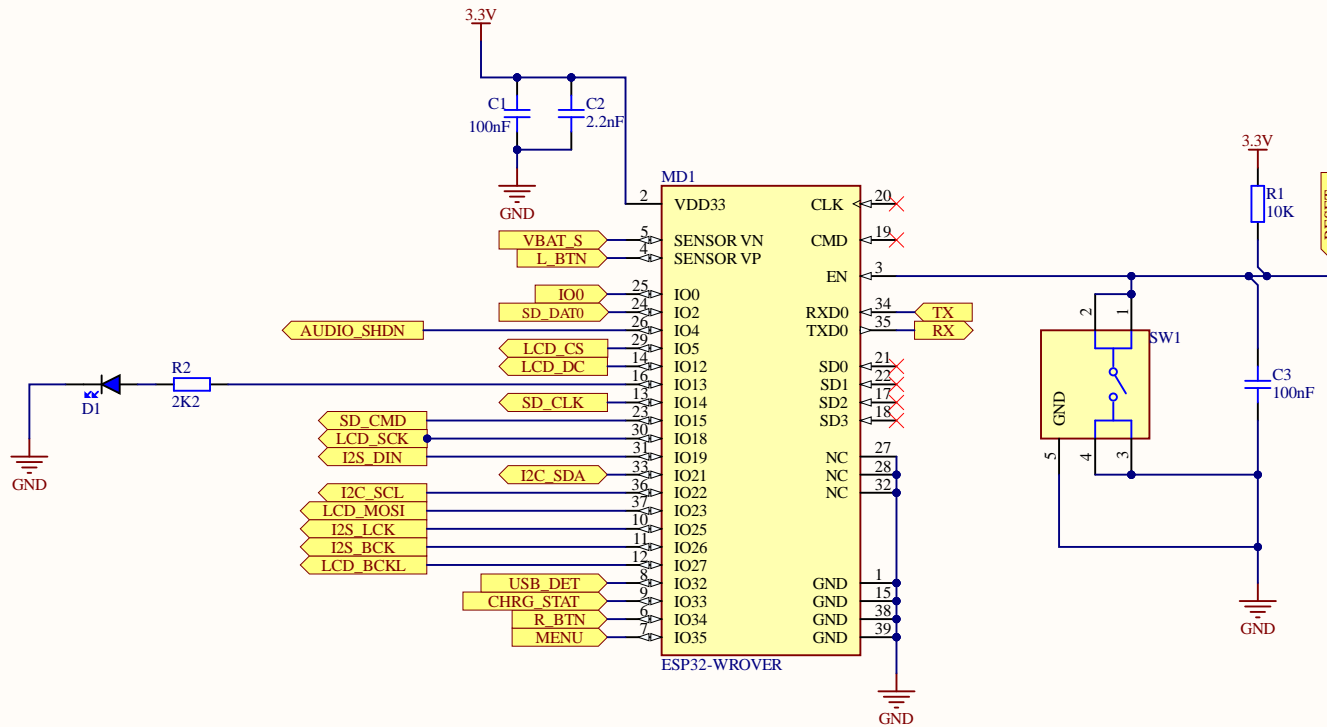 3.3V
C1
100nF
C2
2.2nF
GND
MD1
2 VDD33
CLK 20
VBAT_S 5 SENSOR VN
CMD 19
L_BTN 4 SENSOR VP
EN 3
IO0 25 IO0
SD_DAT0 24 IO2
RXD0 34 TX
AUDIO_SHDN 26 IO4
TXD0 35 RX
LCD_CS 29 IO5
LCD_DC 14 IO12
SD0 21
R2
2K2
D1
GND
16 IO13
SD1 22
SD_CLK 13 IO14
SD2 17
SD_CMD 23 IO15
SD3 18
LCD_SCK 30 IO18
I2S_DIN 31 IO19
NC 27
I2C_SDA 33 IO21
NC 28
I2C_SCL 36 IO22
NC 32
LCD_MOSI 37 IO23
I2S_LCK 10 IO25
I2S_BCK 11 IO26
LCD_BCKL 12 IO27
USB_DET 8 IO32
GND 1
CHRG_STAT 9 IO33
GND 15
R_BTN 6 IO34
GND 38
MENU 7 IO35
GND 39
ESP32-WROVER
GND
3.3V
R1
10K
RESET
2 1
SW1
GND
5 4 3
C3
100nF
GND